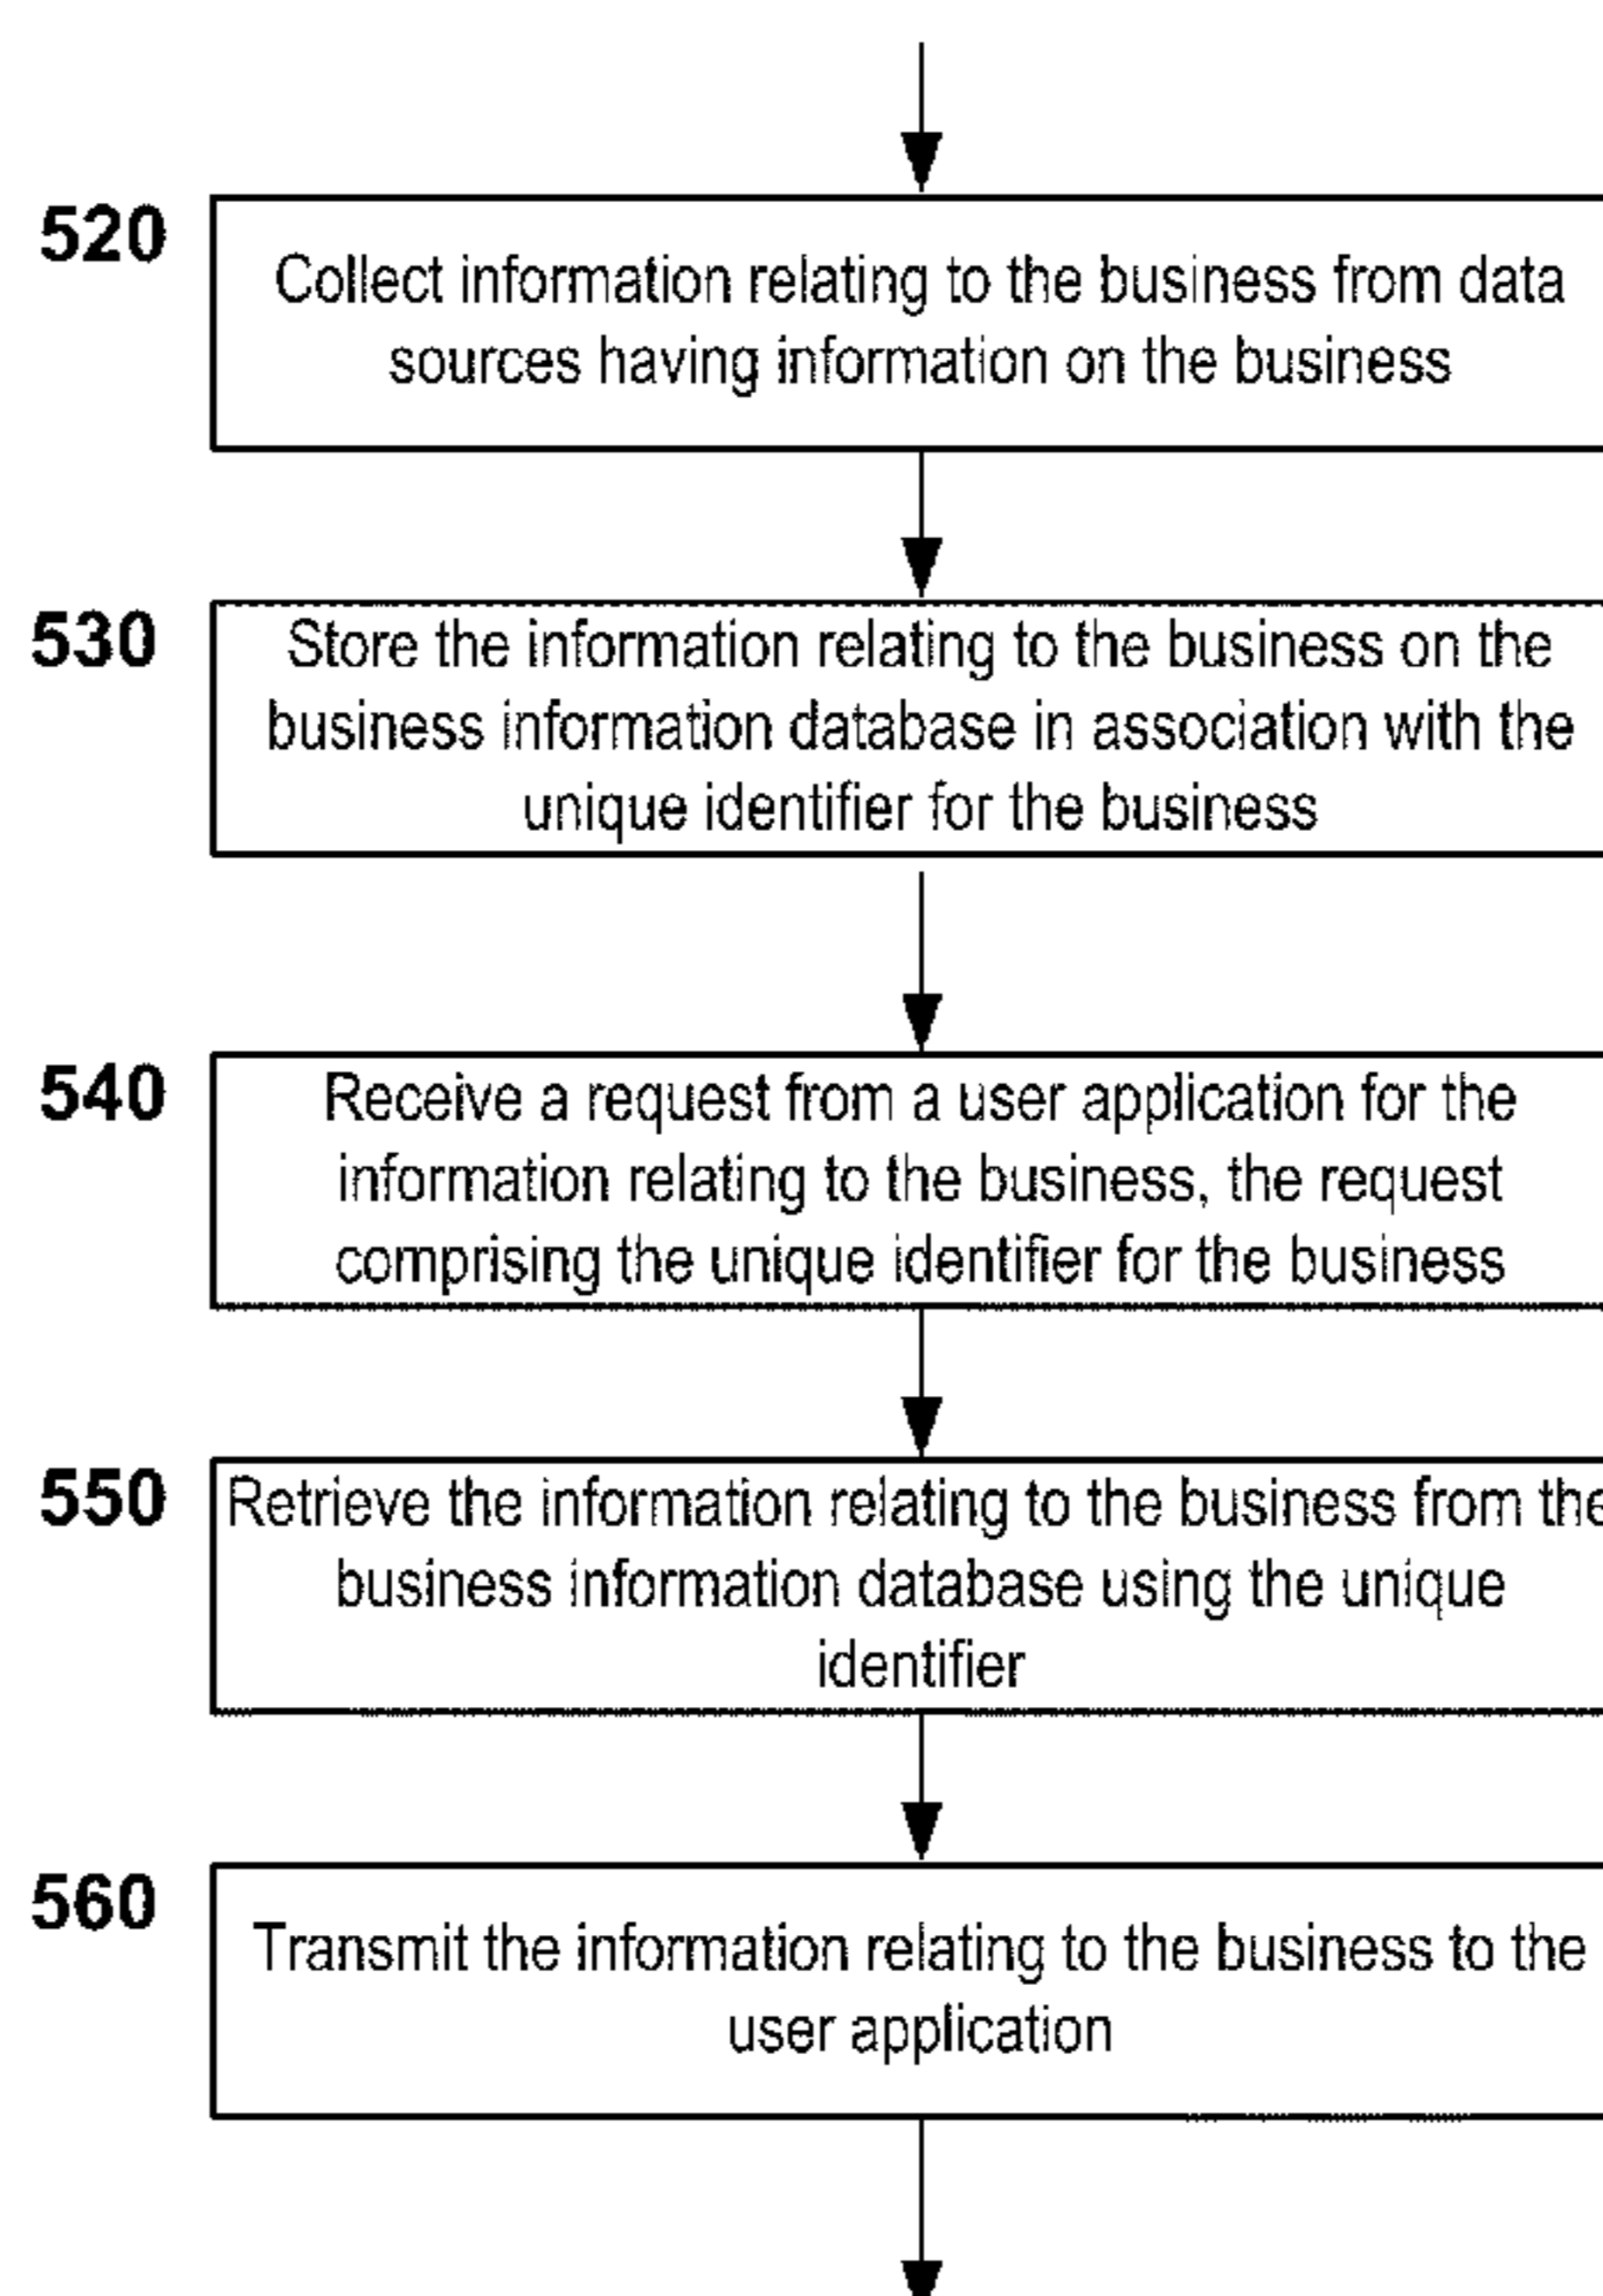 520
Collect information relating to the business from data
sources having information on the business
530
Store the information relating to the business on the
business information database in association with the
unique identifier for the business
540
Receive a request from a user application for the
information relating to the business, the request
comprising the unique identifier for the business
550
Retrieve the information relating to the business from the
business information database using the unique
identifier
560
Transmit the information relating to the business to the
user application